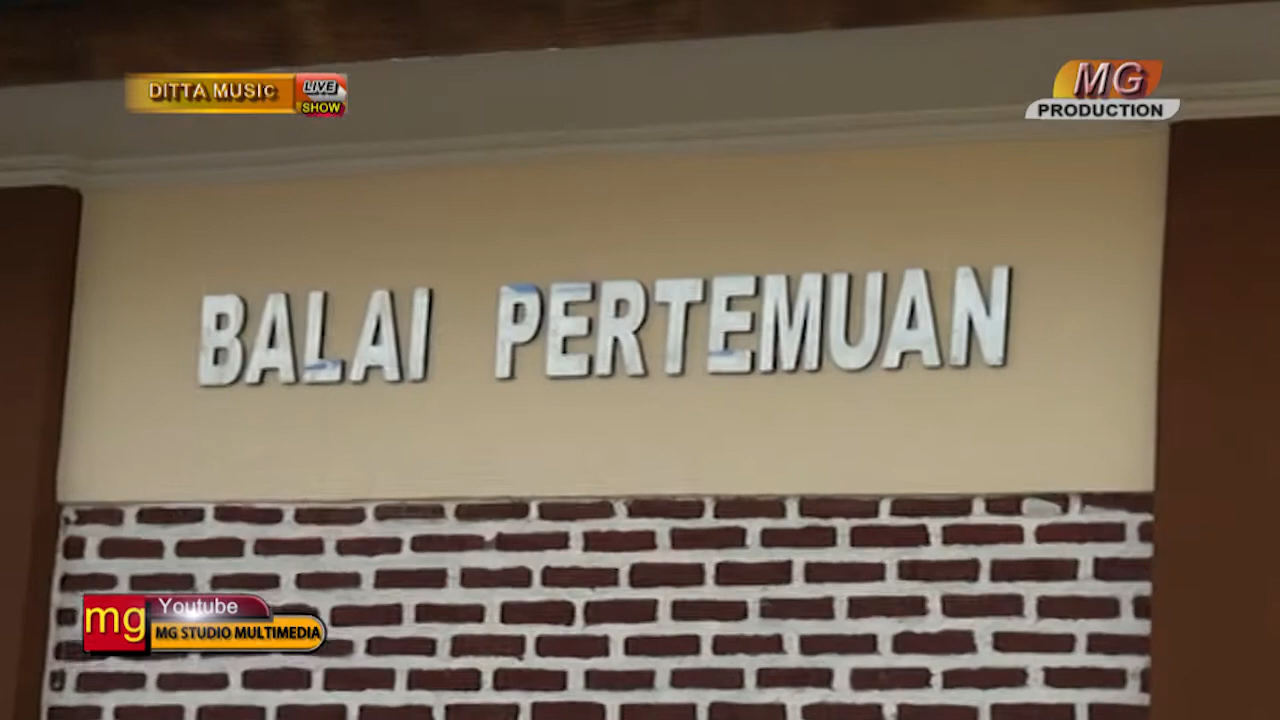 DITTA MUSIC LIVE SHOW
MG PRODUCTION
BALAI PERTEMUAN
mg Youtube
MG STUDIO MULTIMEDIA